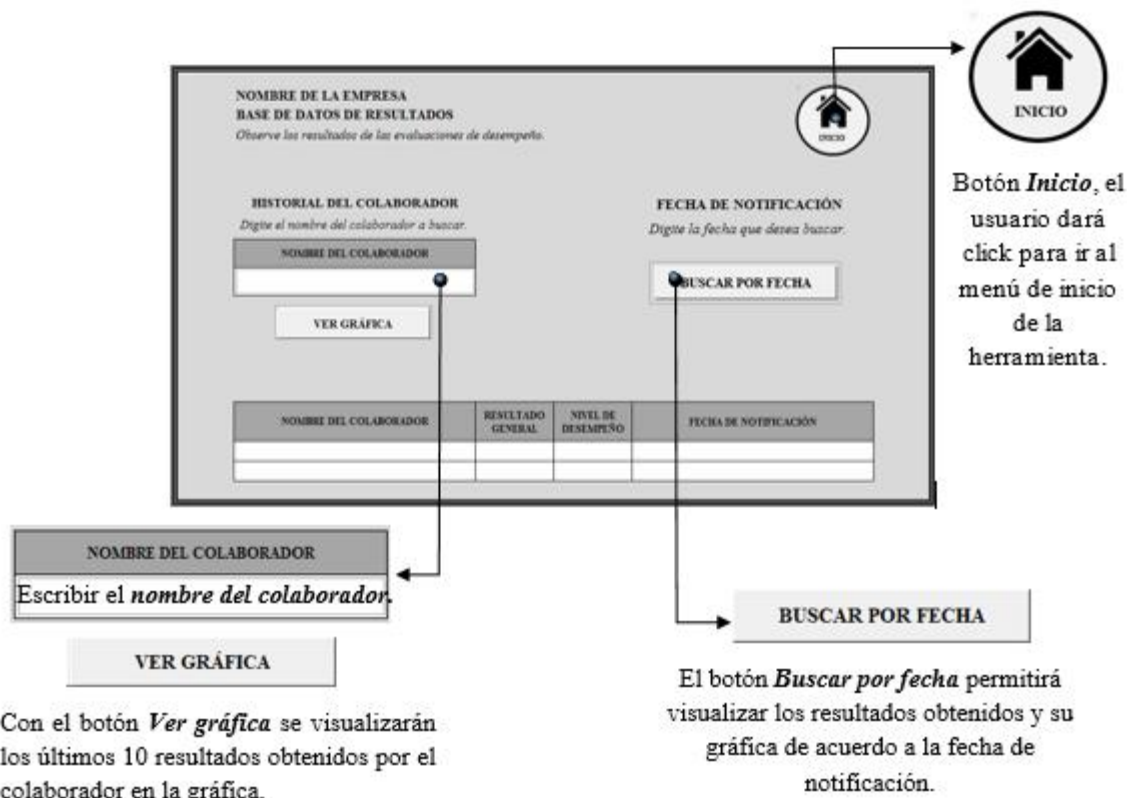 INICIO
NOMBRE DE LA EMPRESA
BASE DE DATOS DE RESULTADOS
Observe los resultados de las evaluaciones de desempeño.
INICIO
Botón Inicio, el
usuario dará
click para ir al
menú de inicio
de la
herramienta.
HISTORIAL DEL COLABORADOR
Digite el nombre del colaborador a buscar.
NOMBRE DEL COLABORADOR
VER GRÁFICA
FECHA DE NOTIFICACIÓN
Digite la fecha que desea buscar.
BUSCAR POR FECHA
NOMBRE DEL COLABORADOR
RESULTADO
GENERAL
NIVEL DE
DESEMPEÑO
FECHA DE NOTIFICACIÓN
NOMBRE DEL COLABORADOR
Escribir el nombre del colaborador.
VER GRÁFICA
Con el botón Ver gráfica se visualizarán
los últimos 10 resultados obtenidos por el
colaborador en la gráfica.
BUSCAR POR FECHA
El botón Buscar por fecha permitirá
visualizar los resultados obtenidos y su
gráfica de acuerdo a la fecha de
notificación.